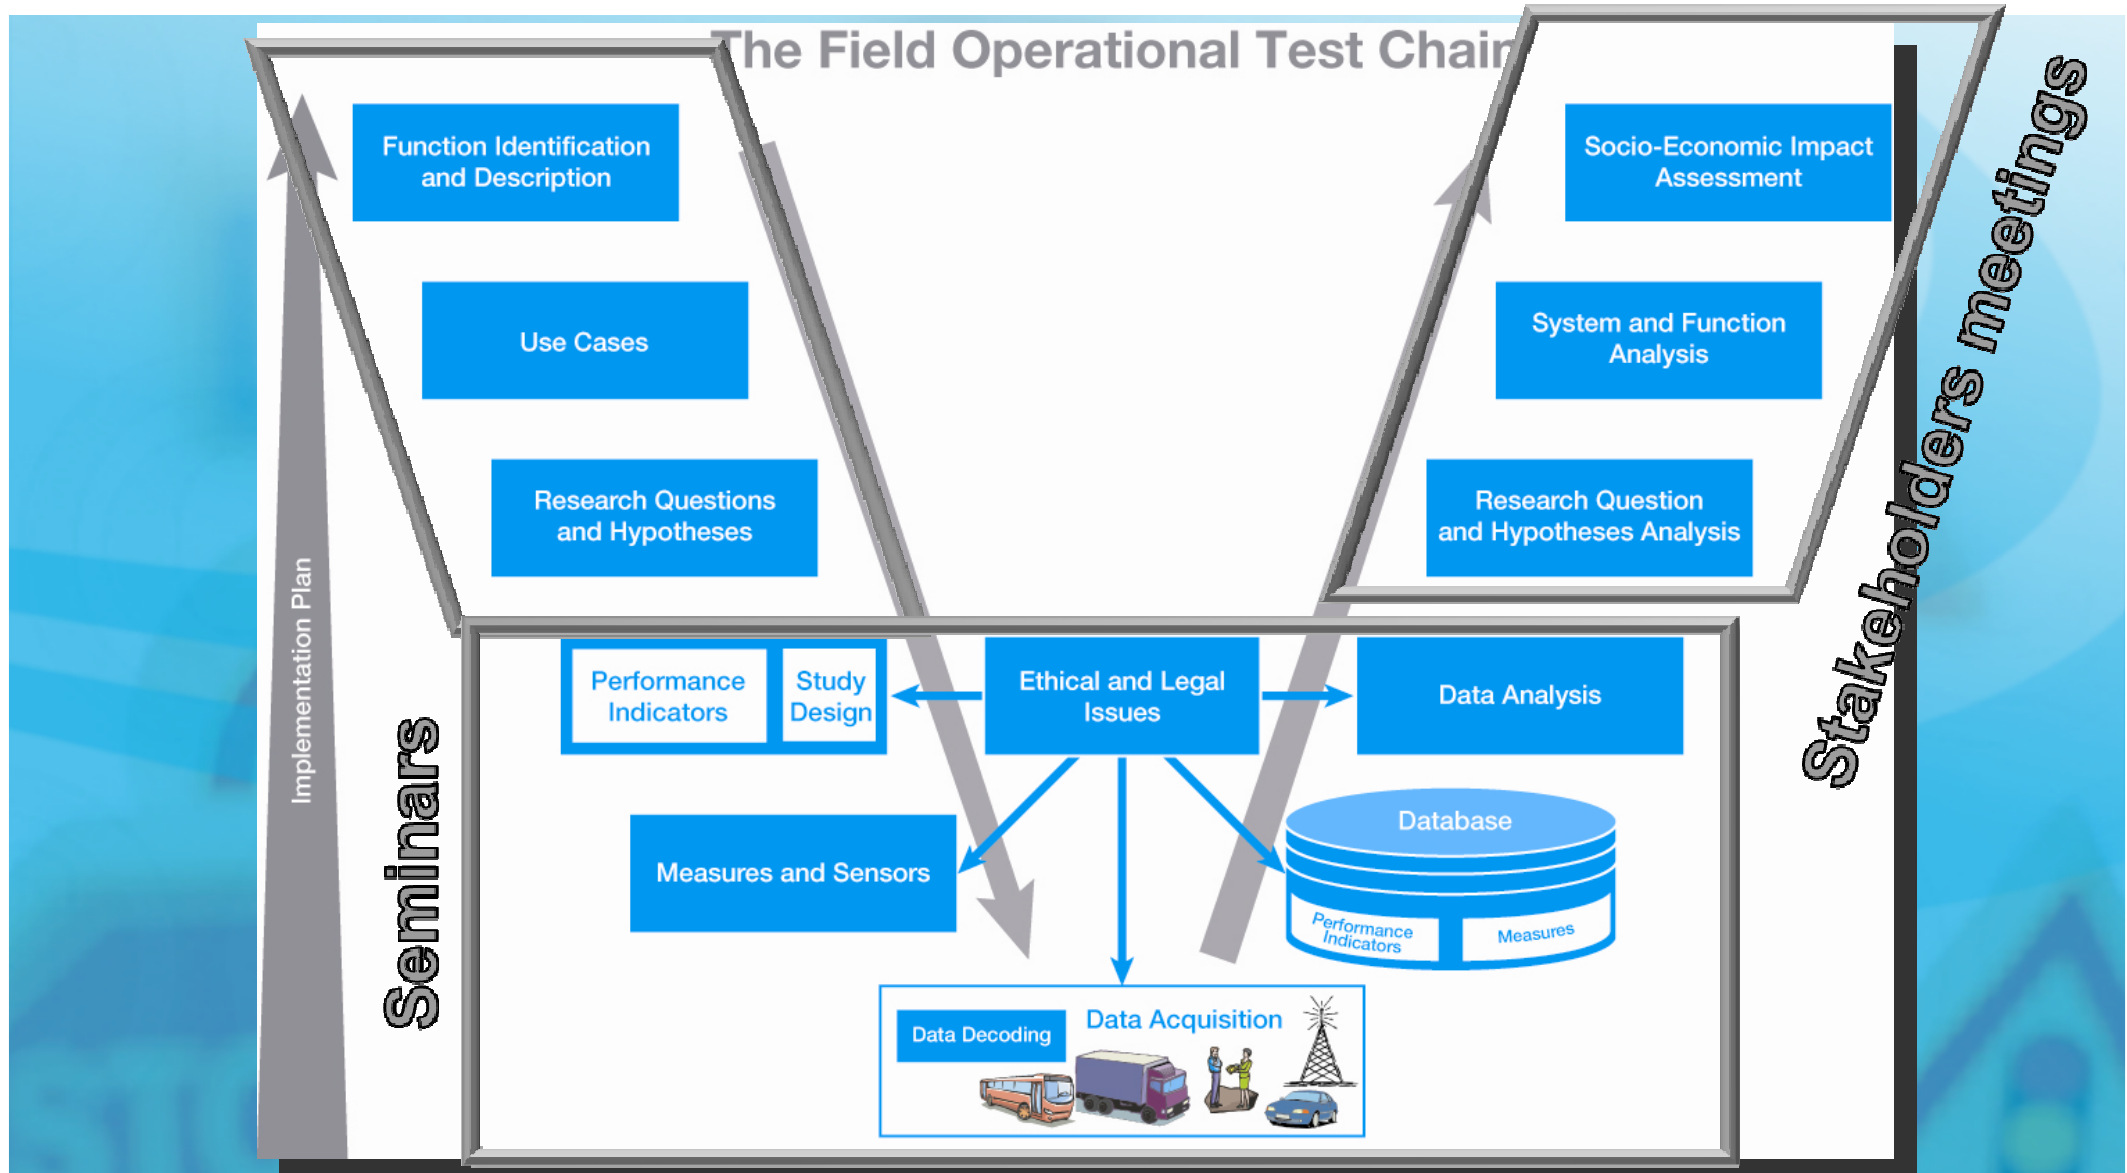 The Field Operational Test Chain
Function Identification
and Description
Use Cases
Research Questions
and Hypotheses
Socio-Economic Impact
Assessment
System and Function
Analysis
Research Question
and Hypotheses Analysis
Implementation Plan
Seminars
Stakeholders meetings
Performance
Indicators
Study
Design
Ethical and Legal
Issues
Data Analysis
Measures and Sensors
Database
Performance
Indicators
Measures
Data Decoding
Data Acquisition
STO